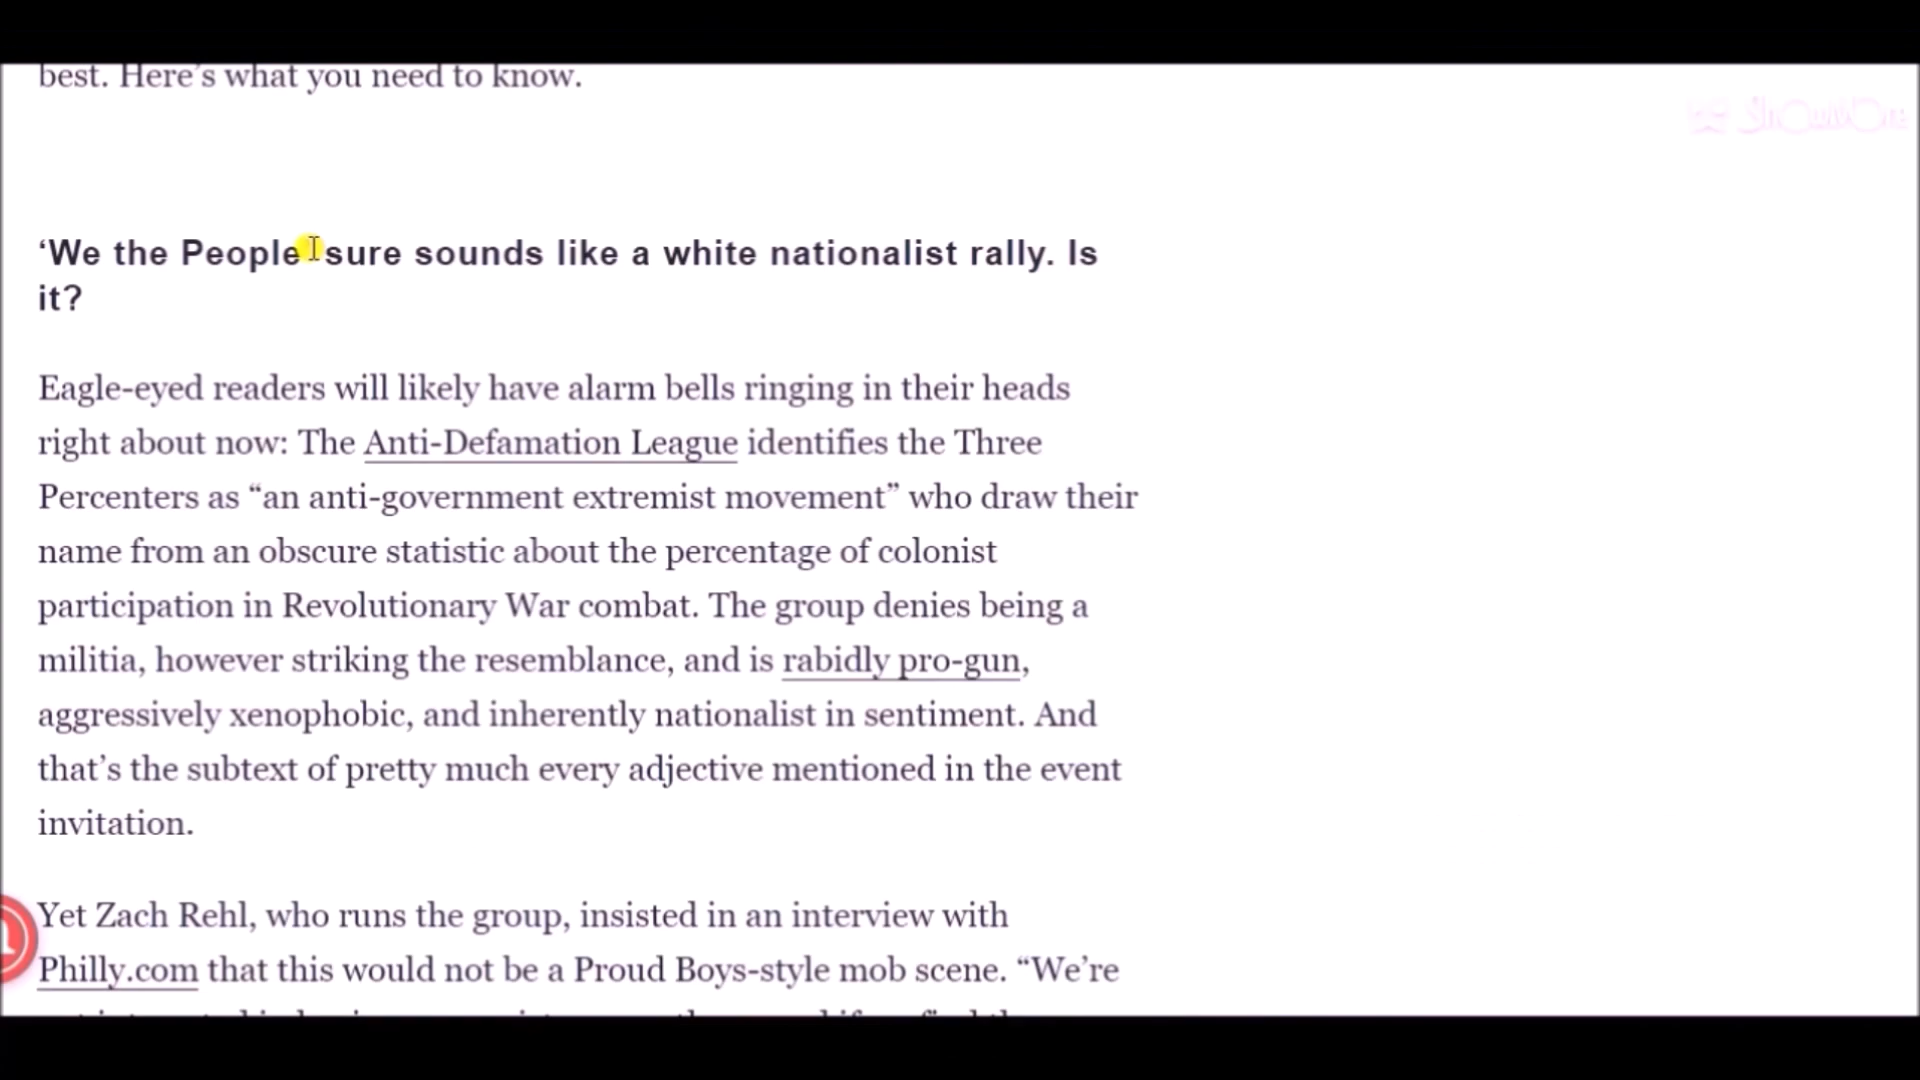 best. Here’s what you need to know.
‘We the People sure sounds like a white nationalist rally. Is
it?
Eagle-eyed readers will likely have alarm bells ringing in their heads
right about now: The Anti-Defamation League identifies the Three
Percenters as “an anti-government extremist movement” who draw their
name from an obscure statistic about the percentage of colonist
participation in Revolutionary War combat. The group denies being a
militia, however striking the resemblance, and is rabidly pro-gun,
aggressively xenophobic, and inherently nationalist in sentiment. And
that’s the subtext of pretty much every adjective mentioned in the event
invitation.
Yet Zach Rehl, who runs the group, insisted in an interview with
Philly.com that this would not be a Proud Boys-style mob scene. “We’re